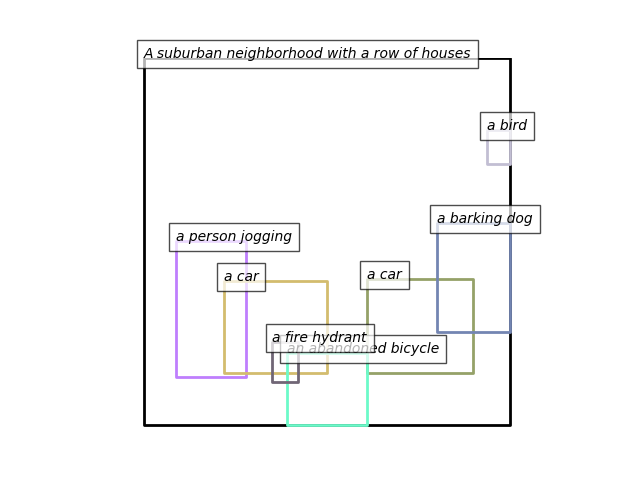 A suburban neighborhood with a row of houses
a bird
a barking dog
a person jogging
a car
a car
a fire hydrant
an abandoned bicycle